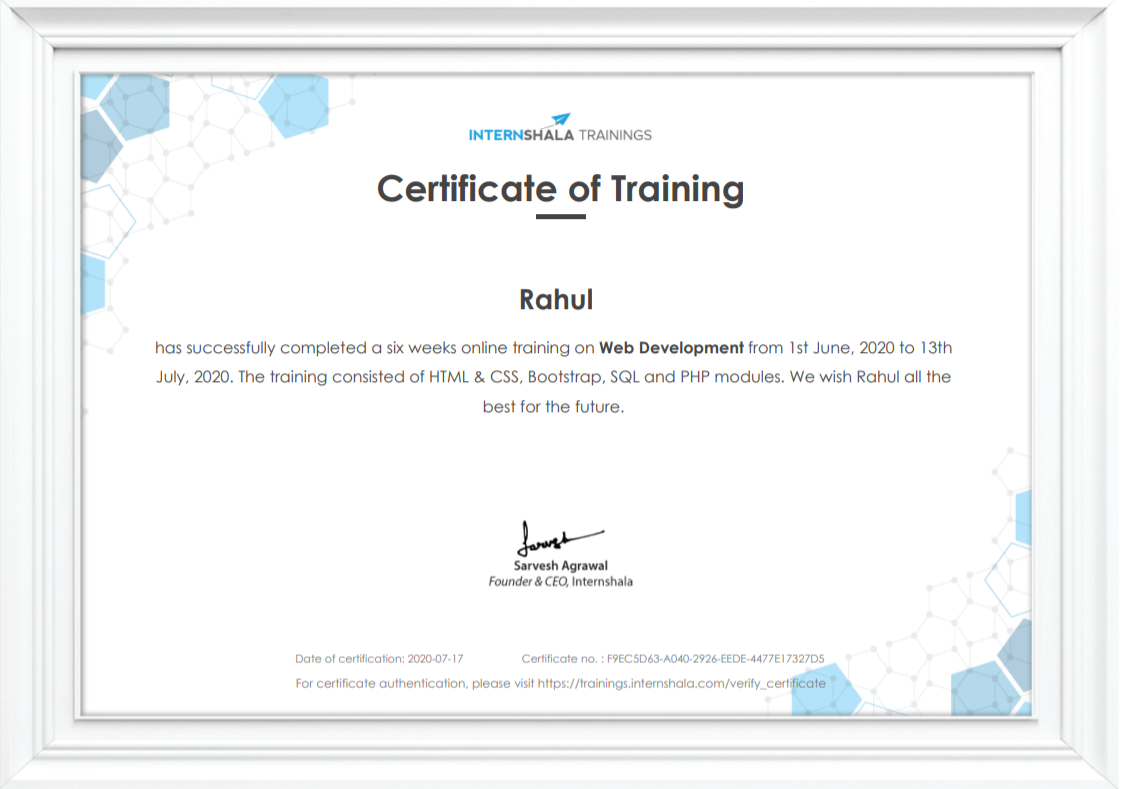 INTERNSHALA TRAININGS
Certificate of Training
Rahul
has successfully completed a six weeks online training on Web Development from 1st June, 2020 to 13th
July, 2020. The training consisted of HTML & CSS, Bootstrap, SQL and PHP modules. We wish Rahul all the
best for the future.
Sarvesh
Sarvesh Agrawal
Founder & CEO, Internshala
Date of certification: 2020-07-17 Certificate no. : F9EC5D63-A040-2926-EEDE-4477E17327D5
For certificate authentication, please visit https://trainings.internshala.com/verify_certificate